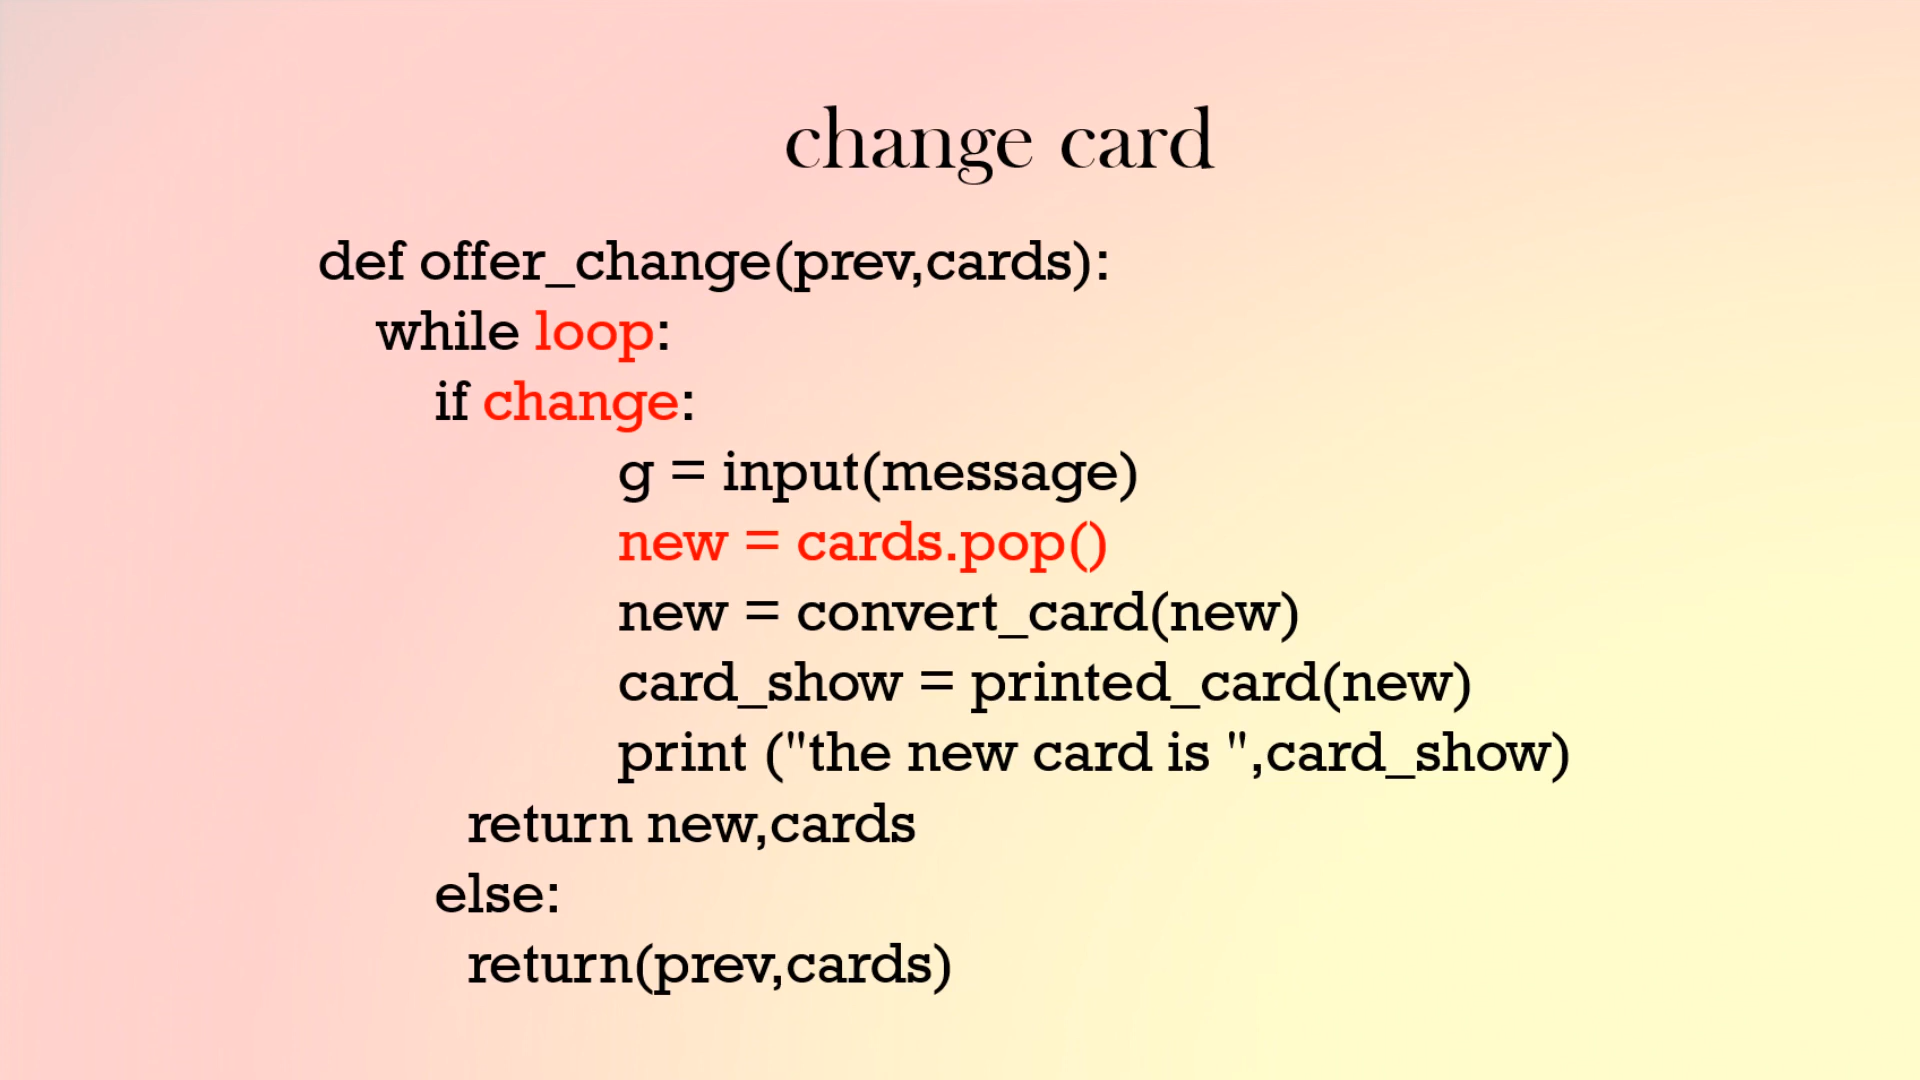 change card
def offer_change(prev,cards):
while loop:
if change:
g = input(message)
new = cards.pop()
new = convert_card(new)
card_show = printed_card(new)
print ("the new card is ",card_show)
return new,cards
else:
return(prev,cards)